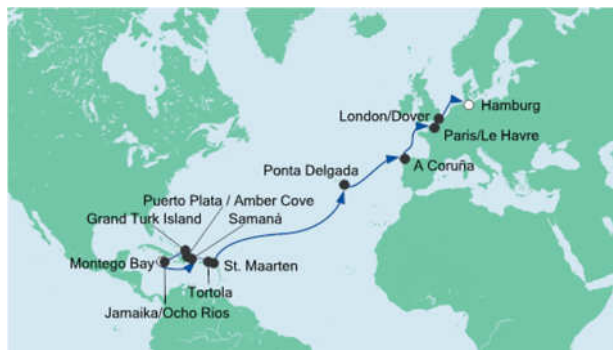 Hamburg
London/Dover
Paris/Le Havre
A Coruña
Ponta Delgada
Puerto Plata / Amber Cove
Grand Turk Island
Samaná
Montego Bay
St. Maarten
Tortola
Jamaika/Ocho Rios